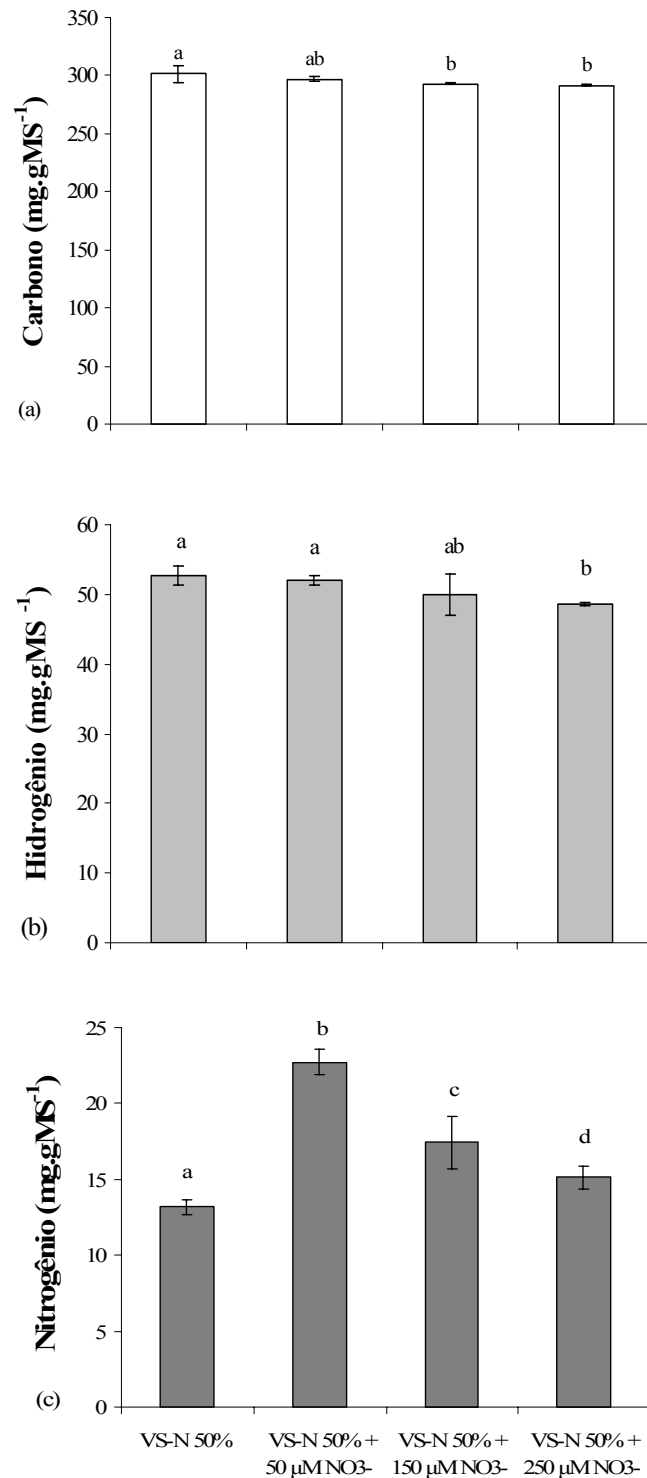 350
300
250
200
150
100
50
0
Carbono (mg.gMS⁻¹)
(a)
a
ab
b
b
60
50
40
30
20
10
0
Hidrogênio (mg.gMS ⁻¹)
(b)
a
a
ab
b
25
20
15
10
5
0
Nitrogênio (mg.gMS⁻¹)
(c)
a
b
c
d
VS-N 50%
VS-N 50% +
50 µM NO3-
VS-N 50% +
150 µM NO3-
VS-N 50% +
250 µM NO3-